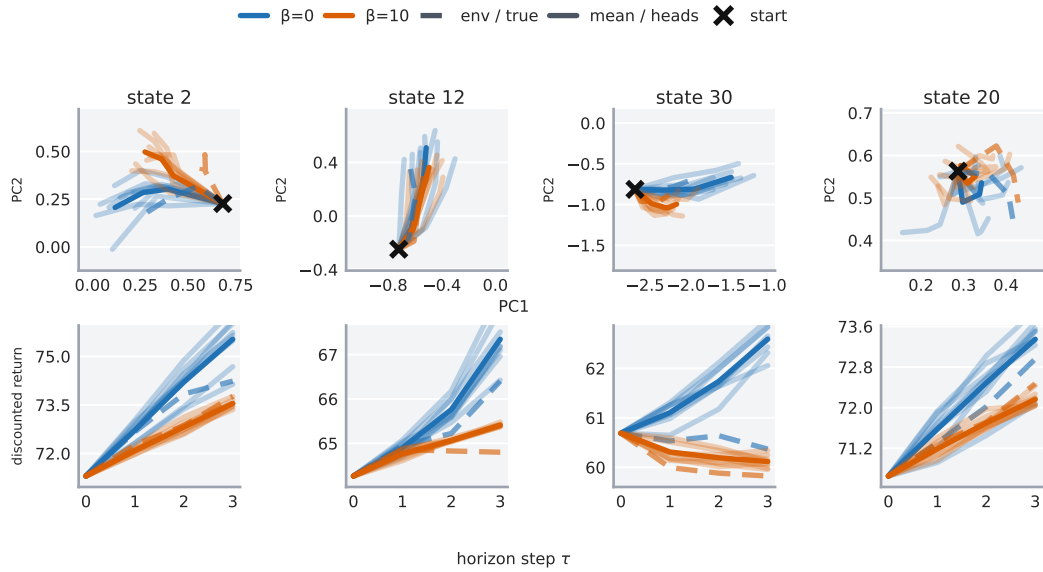 β=0 β=10 env / true mean / heads start
state 2 state 12 state 30 state 20
PC2
0.50
0.25
0.00
0.00 0.25 0.50 0.75
PC2
0.4
0.0
−0.4
−0.8 −0.4 0.0
PC2
0.0
−0.5
−1.0
−1.5
−2.5 −2.0 −1.5 −1.0
PC2
0.7
0.6
0.5
0.4
0.2 0.3 0.4
PC1
discounted return
75.0
73.5
72.0
0 1 2 3
67
66
65
0 1 2 3
62
61
60
0 1 2 3
73.6
72.8
72.0
71.2
0 1 2 3
horizon step τ